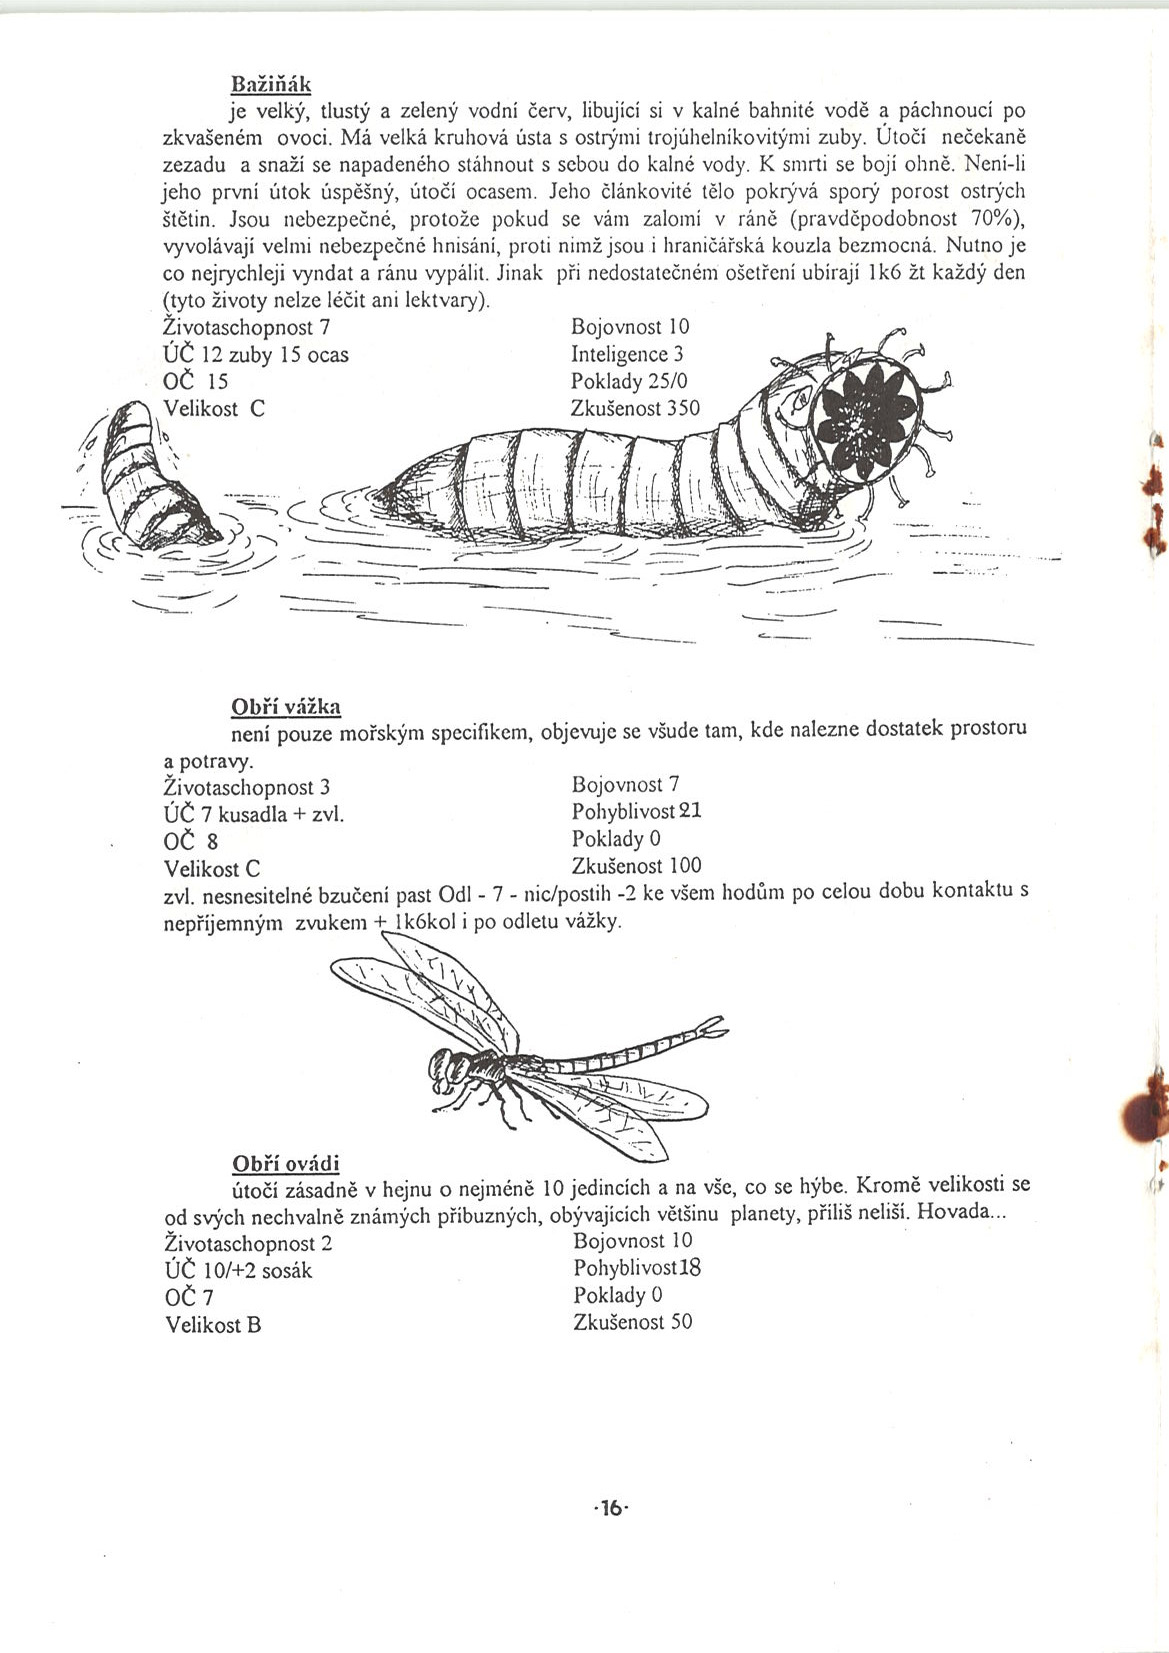 Bažiňák
je velký, tlustý a zelený vodní červ, libující si v kalné bahnité vodě a páchnoucí po
zkvašeném ovoci. Má velká kruhová ústa s ostrými trojúhelníkovitými zuby. Útočí nečekaně
zezadu a snaží se napadeného stáhnout s sebou do kalné vody. K smrti se bojí ohně. Není-li
jeho první útok úspěšný, útočí ocasem. Jeho článkovité tělo pokrývá sporý porost ostrých
štětin. Jsou nebezpečné, protože pokud se vám zalomí v ráně (pravděpodobnost 70%),
vyvolávají velmi nebezpečné hnisání, proti nimž jsou i hraničářská kouzla bezmocná. Nutno je
co nejrychleji vyndat a ránu vypálit. Jinak při nedostatečném ošetření ubírají 1k6 žt každý den
(tyto životy nelze léčit ani lektvary).
Životaschopnost 7 Bojovnost 10
ÚČ 12 zuby 15 ocas Inteligence 3
OČ 15 Poklady 25/0
Velikost C Zkušenost 350
Obří vážka
není pouze mořským specifikem, objevuje se všude tam, kde nalezne dostatek prostoru
a potravy.
Životaschopnost 3 Bojovnost 7
ÚČ 7 kusadla + zvl. Pohyblivost 21
OČ 8 Poklady 0
Velikost C Zkušenost 100
zvl. nesnesitelné bzučení past Odl - 7 - nic/postih -2 ke všem hodům po celou dobu kontaktu s
nepříjemným zvukem + 1k6kol i po odletu vážky.
Obří ovádi
útočí zásadně v hejnu o nejméně 10 jedincích a na vše, co se hýbe. Kromě velikosti se
od svých nechvalně známých příbuzných, obývajících většinu planety, příliš neliší. Hovada...
Životaschopnost 2 Bojovnost 10
ÚČ 10/+2 sosák Pohyblivost18
OČ 7 Poklady 0
Velikost B Zkušenost 50
·16·